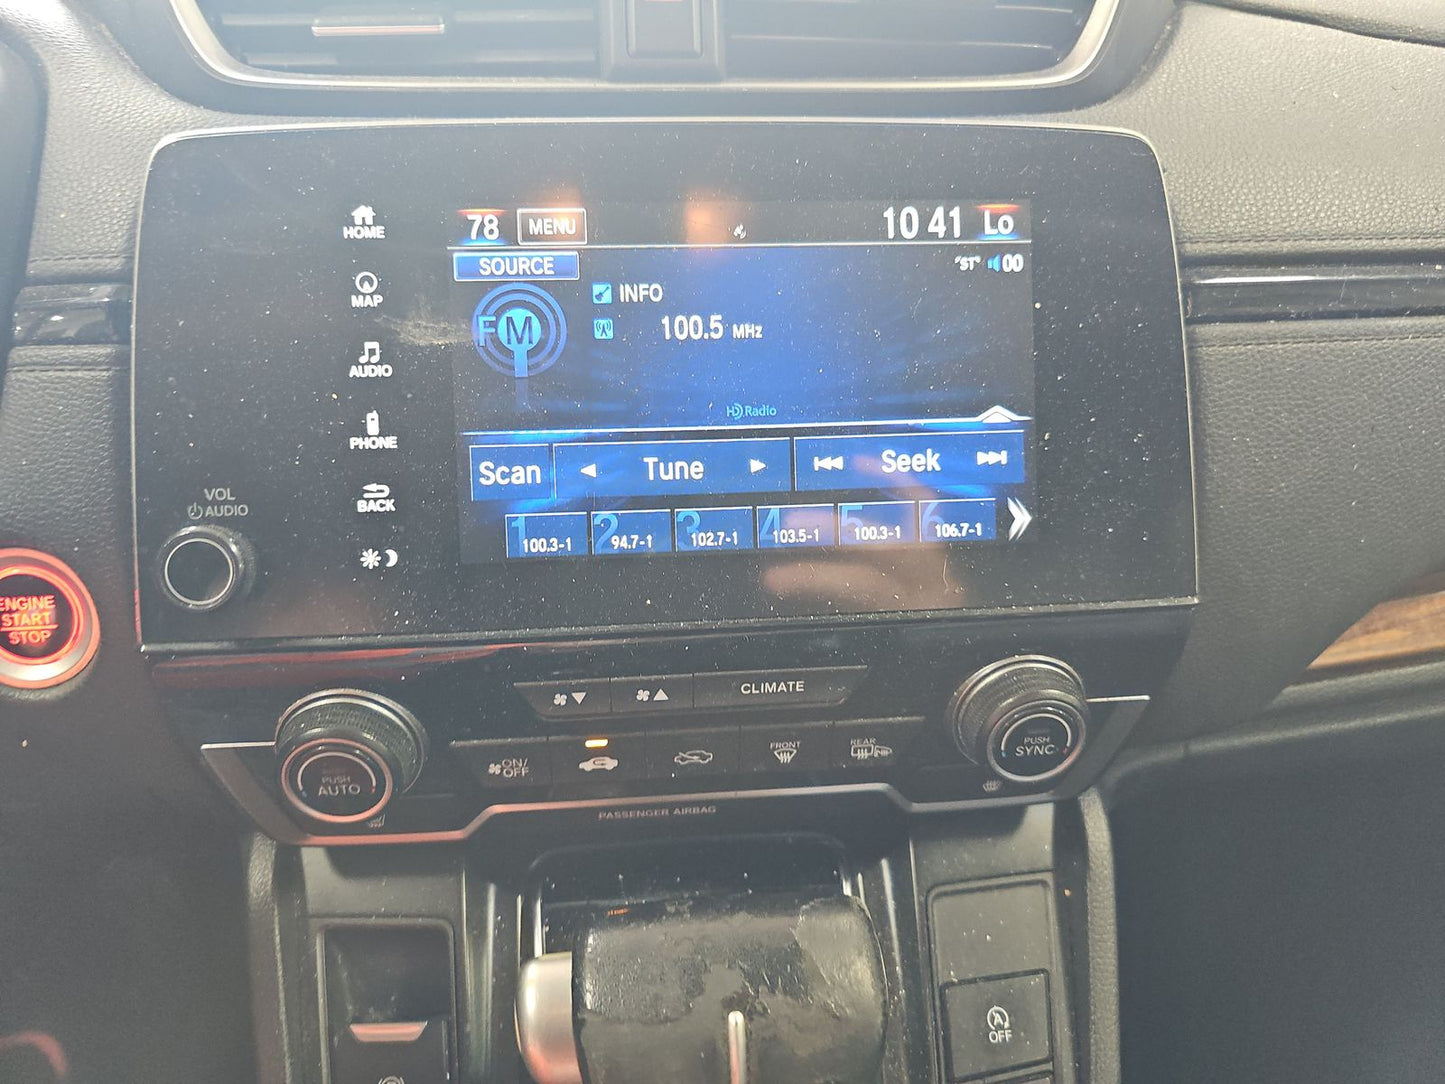 HOME
MAP
AUDIO
PHONE
BACK
VOL
AUDIO
78 MENU 10 41 Lo
SOURCE "ST" 00
FM
INFO
100.5 MHz
HD Radio
Scan Tune Seek
1 100.3-1
2 94.7-1
3 102.7-1
4 103.5-1
5 100.3-1
6 106.7-1
ENGINE
START
STOP
CLIMATE
PUSH
AUTO
ON/
OFF
FRONT
REAR
PUSH
SYNC
PASSENGER AIRBAG
A
OFF